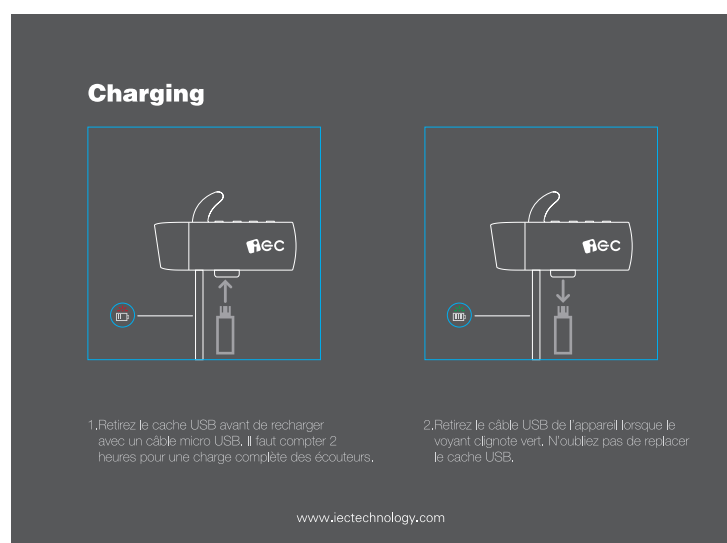 Charging
iec
iec
1.Retirez le cache USB avant de recharger
avec un câble micro USB. Il faut compter 2
heures pour une charge complète des écouteurs.
2.Retirez le câble USB de l'appareil lorsque le
voyant clignote vert. N'oubliez pas de replacer
le cache USB.
www.iectechnology.com